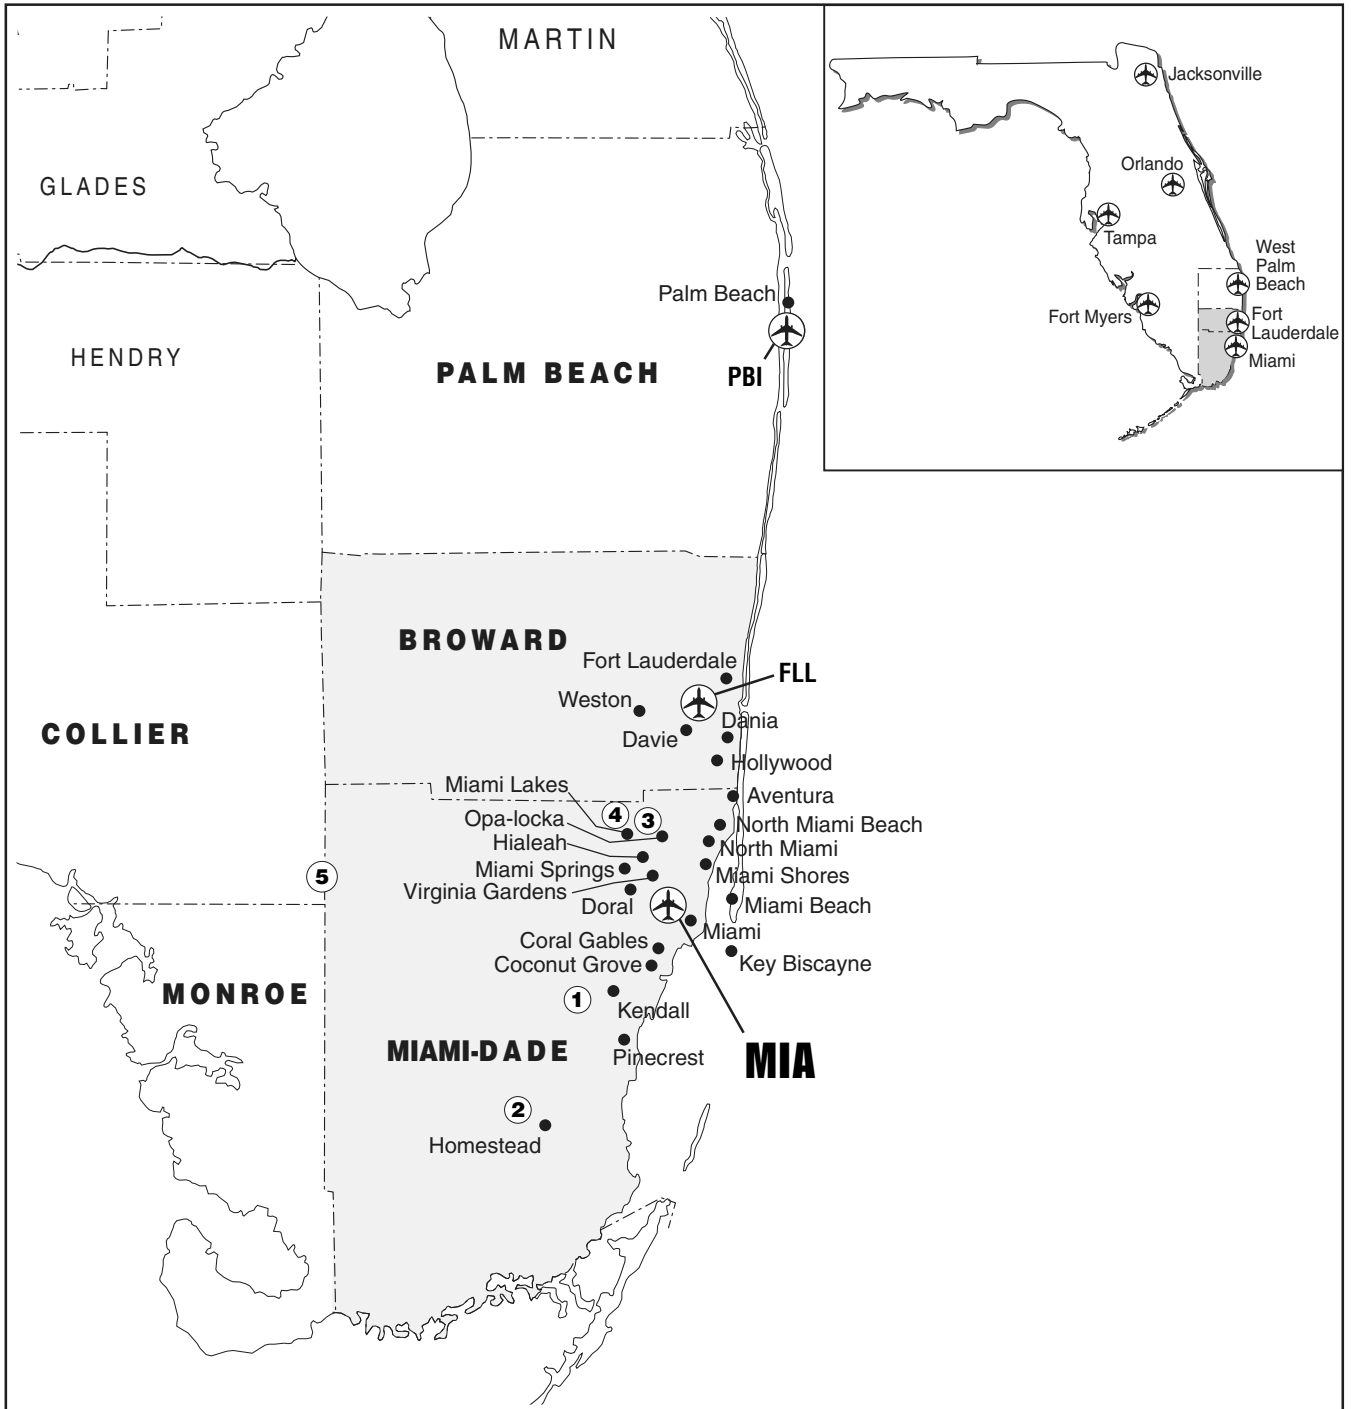 MARTIN
GLADES
HENDRY
Palm Beach
PALM BEACH
PBI
Jacksonville
Orlando
Tampa
West
Palm
Beach
Fort Myers
Fort
Lauderdale
Miami
BROWARD
Fort Lauderdale
FLL
Weston
Dania
Davie
COLLIER
Hollywood
Miami Lakes
Aventura
4
3
Opa-locka
North Miami Beach
Hialeah
North Miami
Miami Springs
Miami Shores
5
Virginia Gardens
Doral
Miami Beach
Miami
Coral Gables
Key Biscayne
Coconut Grove
MONROE
1
Kendall
MIAMI-DADE
Pinecrest
MIA
2
Homestead